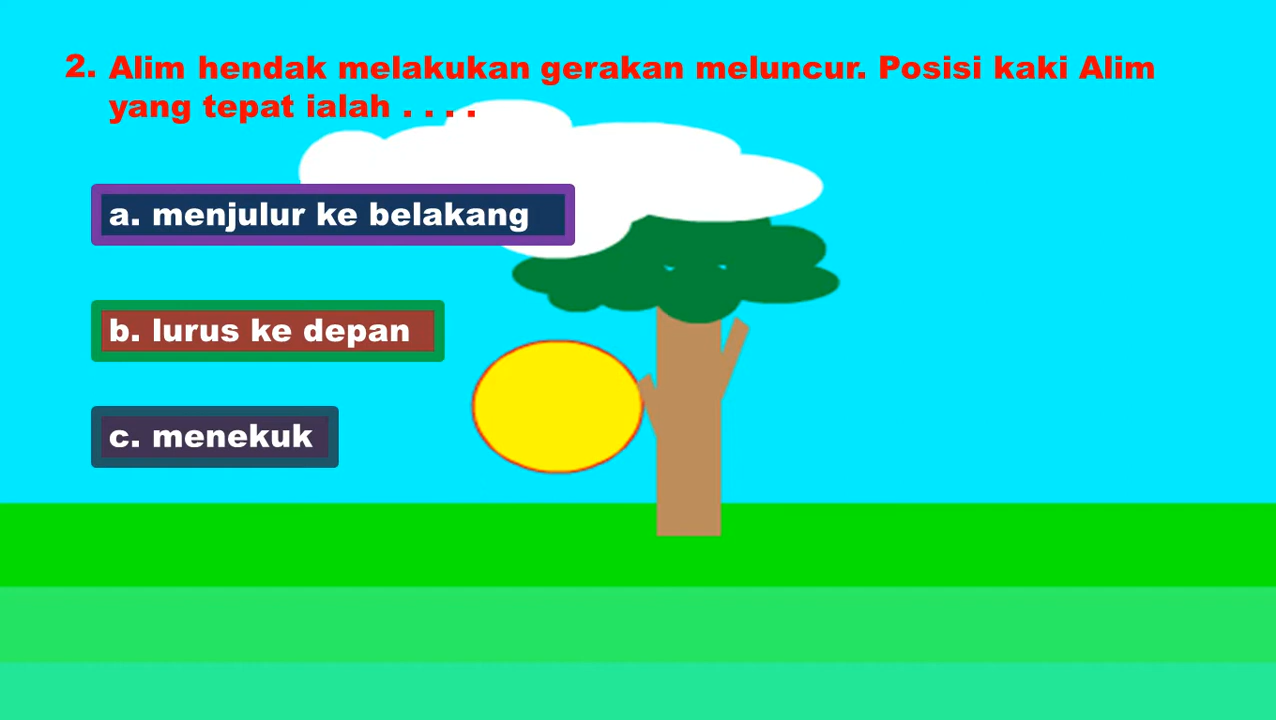 2. Alim hendak melakukan gerakan meluncur. Posisi kaki Alim
yang tepat ialah . . . .
a. menjulur ke belakang
b. lurus ke depan
c. menekuk